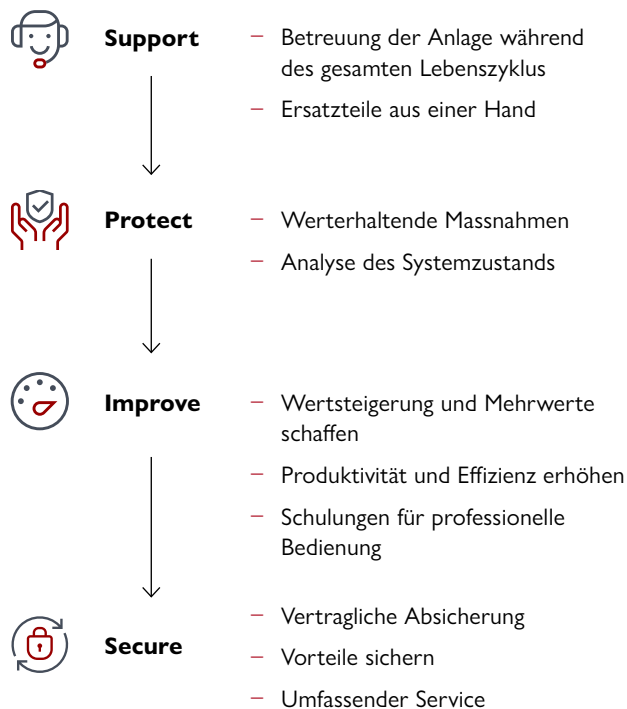 Support
– Betreuung der Anlage während
des gesamten Lebenszyklus
– Ersatzteile aus einer Hand
Protect
– Werterhaltende Massnahmen
– Analyse des Systemzustands
Improve
– Wertsteigerung und Mehrwerte
schaffen
– Produktivität und Effizienz erhöhen
– Schulungen für professionelle
Bedienung
Secure
– Vertragliche Absicherung
– Vorteile sichern
– Umfassender Service